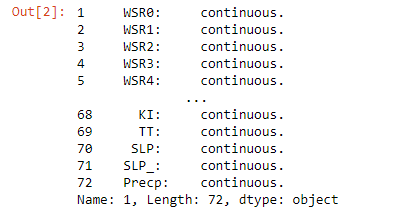 Out[2]: 1 WSR0: continuous.
2 WSR1: continuous.
3 WSR2: continuous.
4 WSR3: continuous.
5 WSR4: continuous.
...
68 KI: continuous.
69 TT: continuous.
70 SLP: continuous.
71 SLP_: continuous.
72 Precp: continuous.
Name: 1, Length: 72, dtype: object